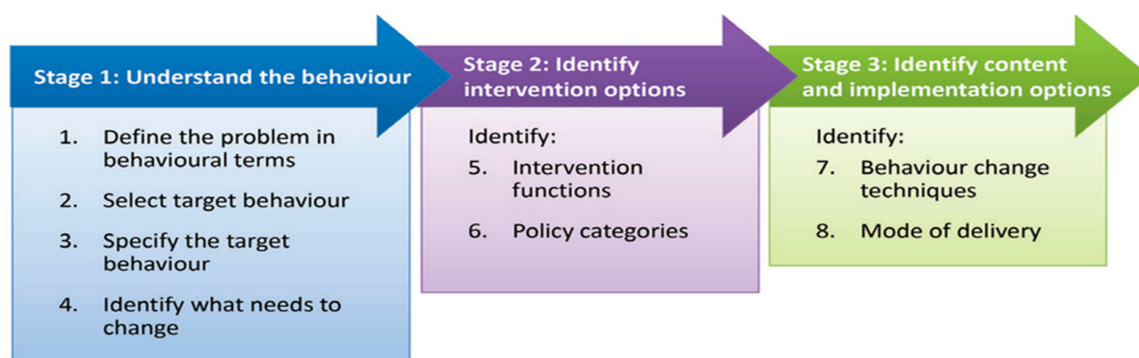 Stage 1: Understand the behaviour
1. Define the problem in
behavioural terms
2. Select target behaviour
3. Specify the target
behaviour
4. Identify what needs to
change
Stage 2: Identify
intervention options
Identify:
5. Intervention
functions
6. Policy categories
Stage 3: Identify content
and implementation options
Identify:
7. Behaviour change
techniques
8. Mode of delivery